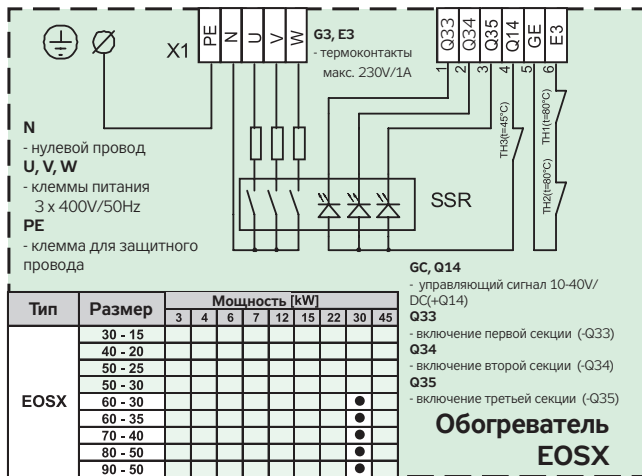 X1
PE
N
U
V
W
G3, E3
- термоконтакты
макс. 230V/1A
Q33
Q34
Q35
Q14
GE
E3
1
2
3
4
5
6
TH3(t=45°C)
TH1(t=80°C)
TH2(t=80°C)
N
- нулевой провод
U, V, W
- клеммы питания
3 x 400V/50Hz
PE
- клемма для защитного
провода
SSR
GC, Q14
- управляющий сигнал 10-40V/
DC(+Q14)
Q33
- включение первой секции (-Q33)
Q34
- включение второй секции (-Q34)
Q35
- включение третьей секции (-Q35)
Обогреватель
EOSX
Тип Размер Мощность [kW]
3 4 6 7 12 15 22 30 45
EOSX
30 - 15
40 - 20
50 - 25
50 - 30
60 - 30 ●
60 - 35 ●
70 - 40 ●
80 - 50 ●
90 - 50 ●